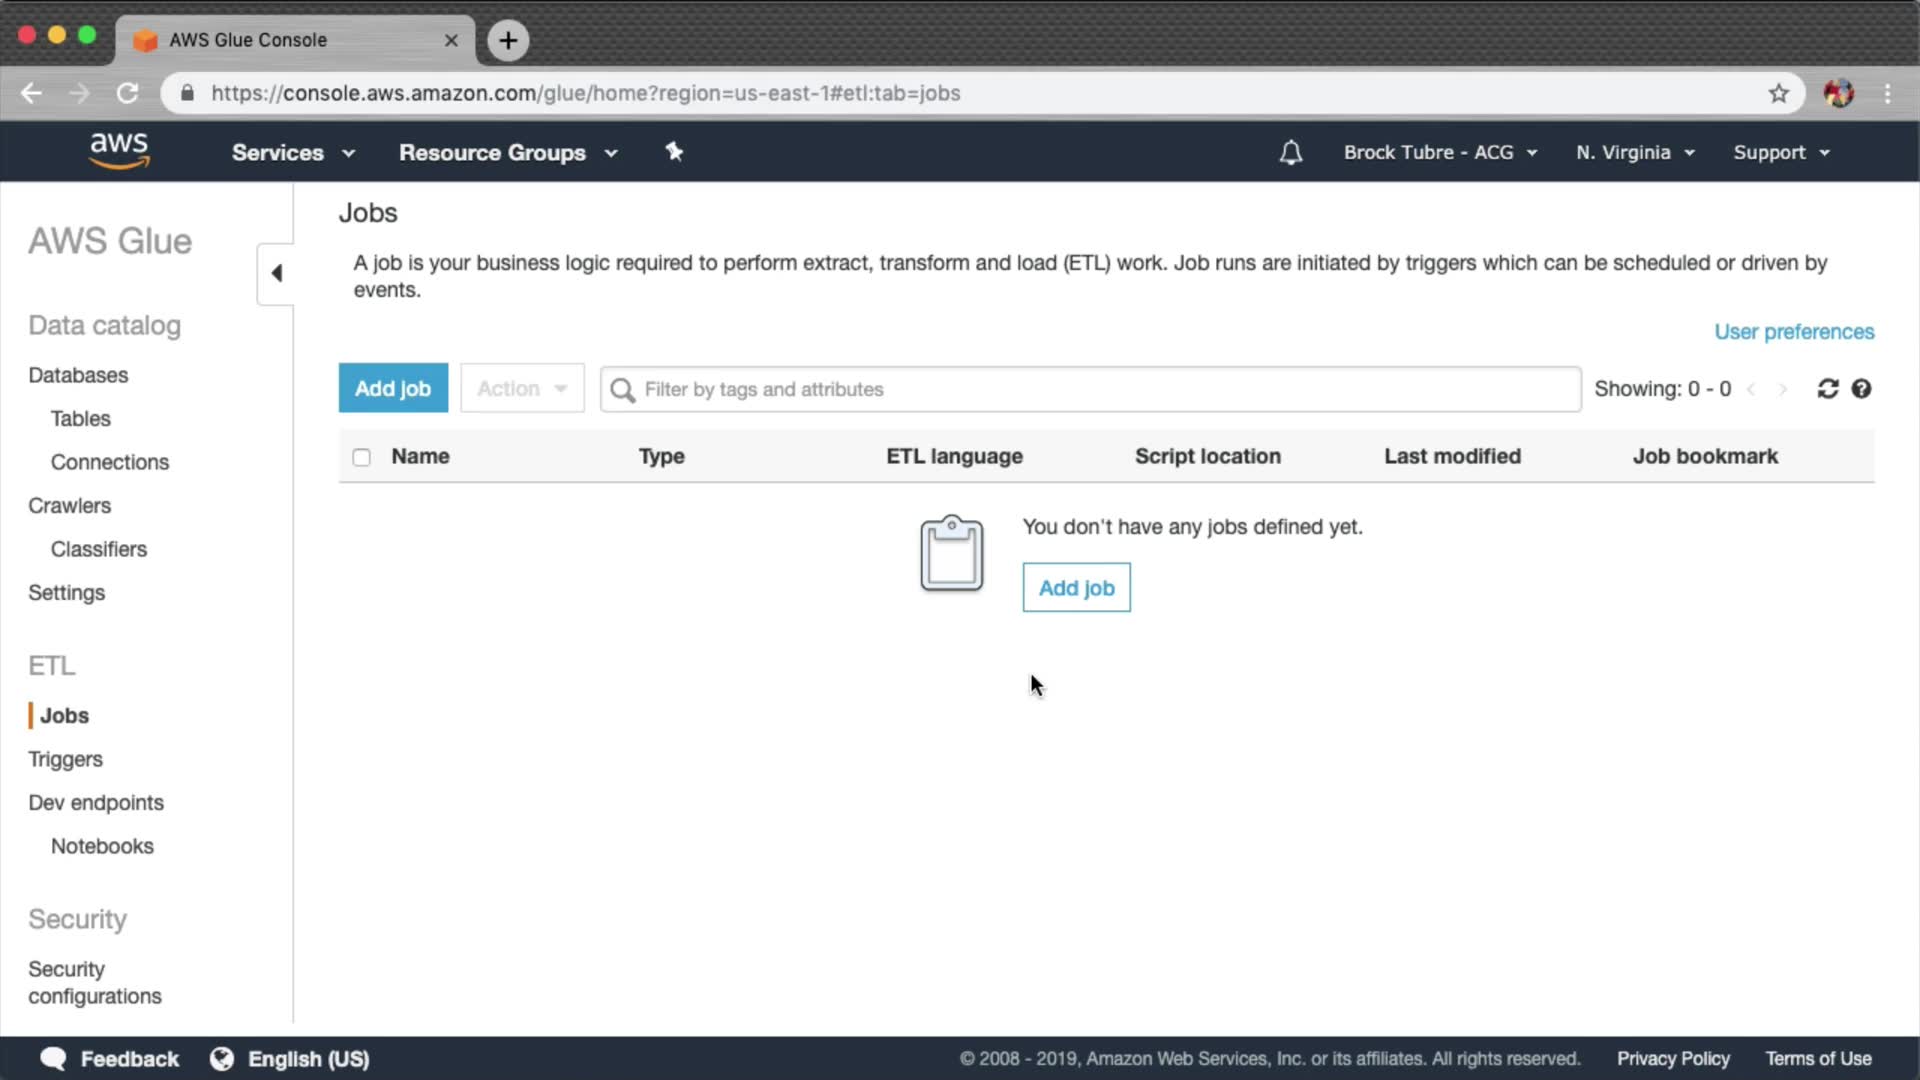 AWS Glue Console
https://console.aws.amazon.com/glue/home?region=us-east-1#etl:tab=jobs
aws
Services
Resource Groups
Brock Tubre - ACG
N. Virginia
Support
AWS Glue
Data catalog
Databases
Tables
Connections
Crawlers
Classifiers
Settings
ETL
Jobs
Triggers
Dev endpoints
Notebooks
Security
Security
configurations
Jobs
A job is your business logic required to perform extract, transform and load (ETL) work. Job runs are initiated by triggers which can be scheduled or driven by
events.
User preferences
Add job
Action
Filter by tags and attributes
Showing: 0 - 0
Name
Type
ETL language
Script location
Last modified
Job bookmark
You don't have any jobs defined yet.
Add job
Feedback
English (US)
© 2008 - 2019, Amazon Web Services, Inc. or its affiliates. All rights reserved.
Privacy Policy
Terms of Use